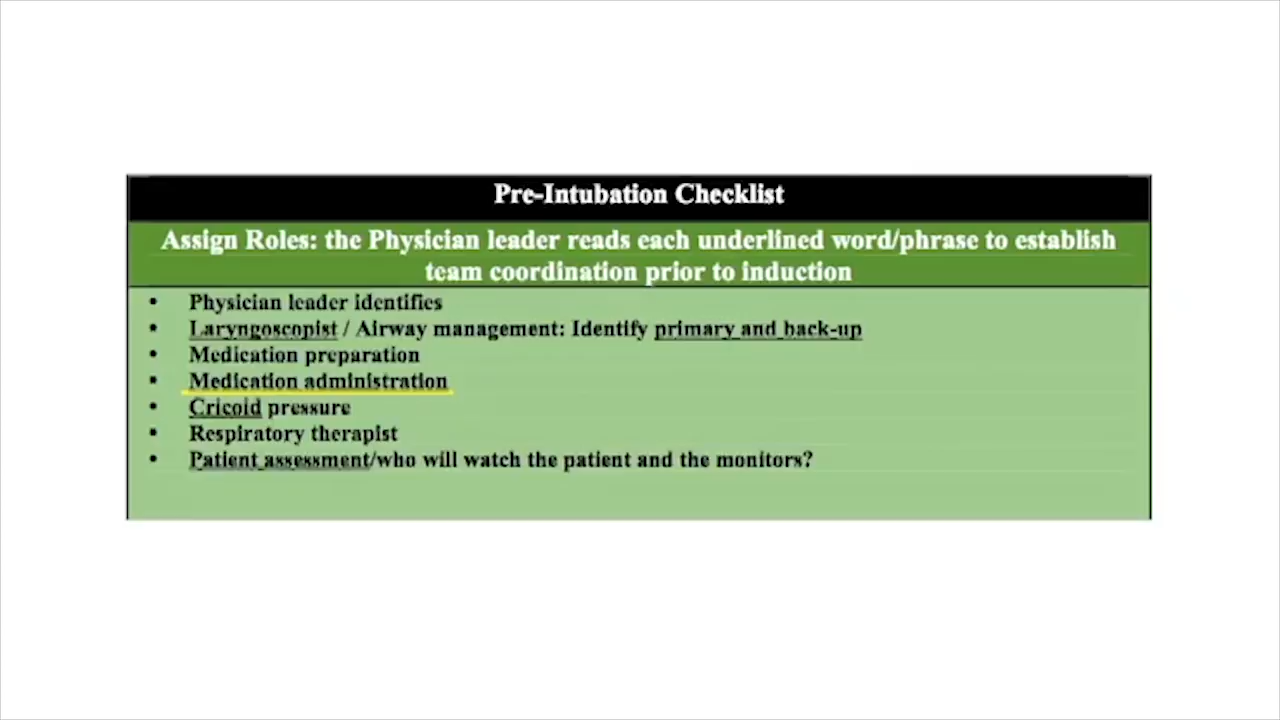 Pre-Intubation Checklist
Assign Roles: the Physician leader reads each underlined word/phrase to establish
team coordination prior to induction
• Physician leader identifies
• Laryngoscopist / Airway management: Identify primary and back-up
• Medication preparation
• Medication administration
• Cricoid pressure
• Respiratory therapist
• Patient assessment/who will watch the patient and the monitors?